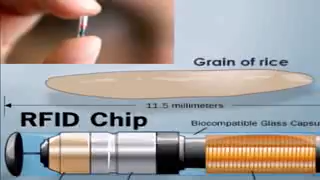 Grain of rice
11.5 millimeters
RFID Chip
Biocompatible Glass Capsu